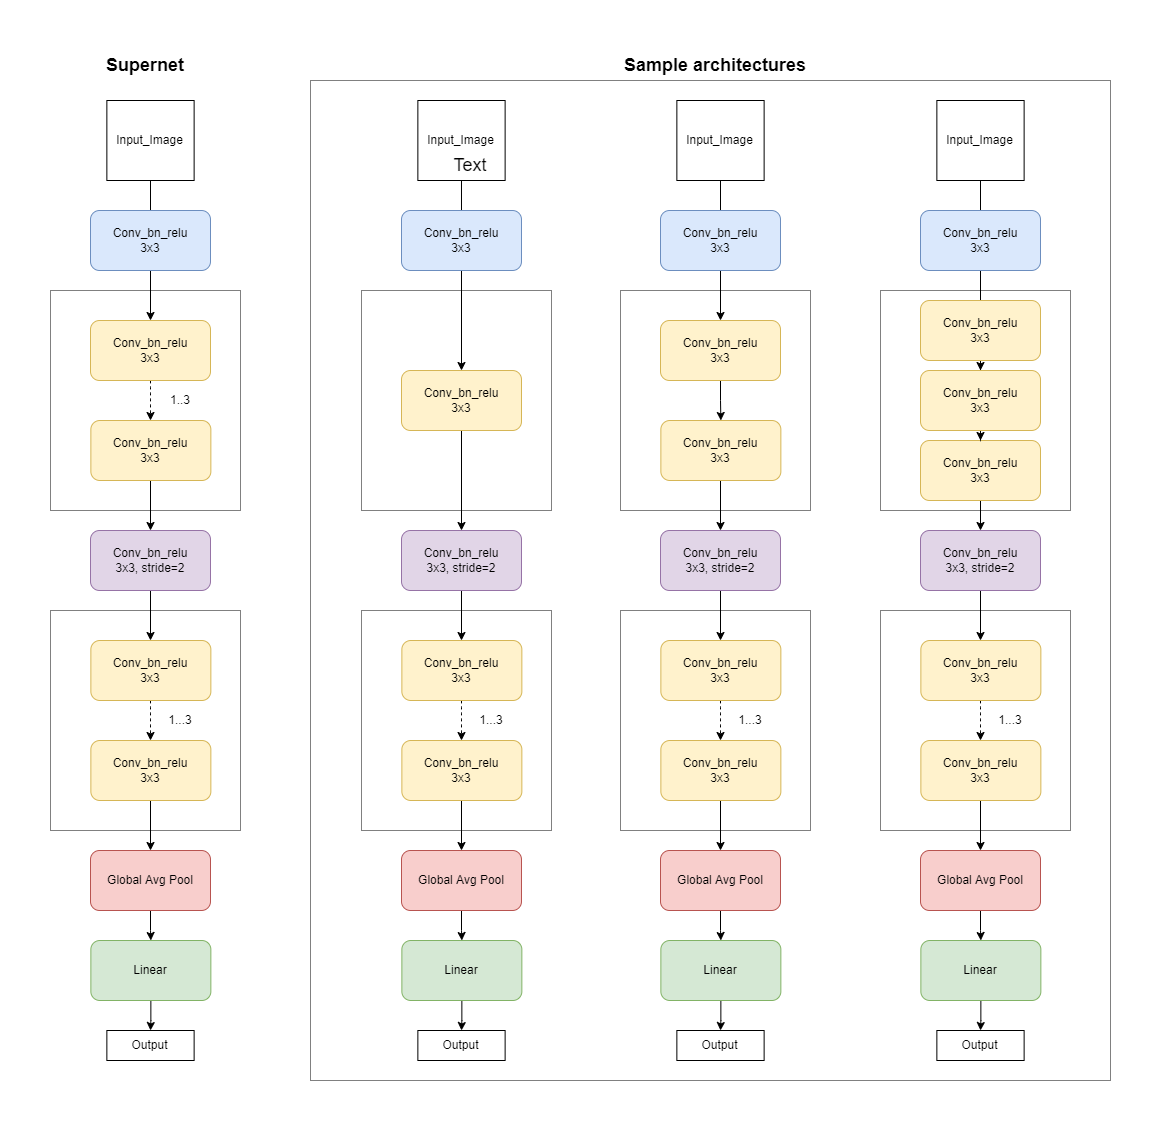 Supernet
Input_Image
Conv_bn_relu
3x3
Conv_bn_relu
3x3
1..3
Conv_bn_relu
3x3
Conv_bn_relu
3x3, stride=2
Conv_bn_relu
3x3
1...3
Conv_bn_relu
3x3
Global Avg Pool
Linear
Output
Sample architectures
Input_Image
Text
Conv_bn_relu
3x3
Conv_bn_relu
3x3
Conv_bn_relu
3x3, stride=2
Conv_bn_relu
3x3
1...3
Conv_bn_relu
3x3
Global Avg Pool
Linear
Output
Input_Image
Conv_bn_relu
3x3
Conv_bn_relu
3x3
Conv_bn_relu
3x3
Conv_bn_relu
3x3, stride=2
Conv_bn_relu
3x3
1...3
Conv_bn_relu
3x3
Global Avg Pool
Linear
Output
Input_Image
Conv_bn_relu
3x3
Conv_bn_relu
3x3
Conv_bn_relu
3x3
Conv_bn_relu
3x3
Conv_bn_relu
3x3, stride=2
Conv_bn_relu
3x3
1...3
Conv_bn_relu
3x3
Global Avg Pool
Linear
Output